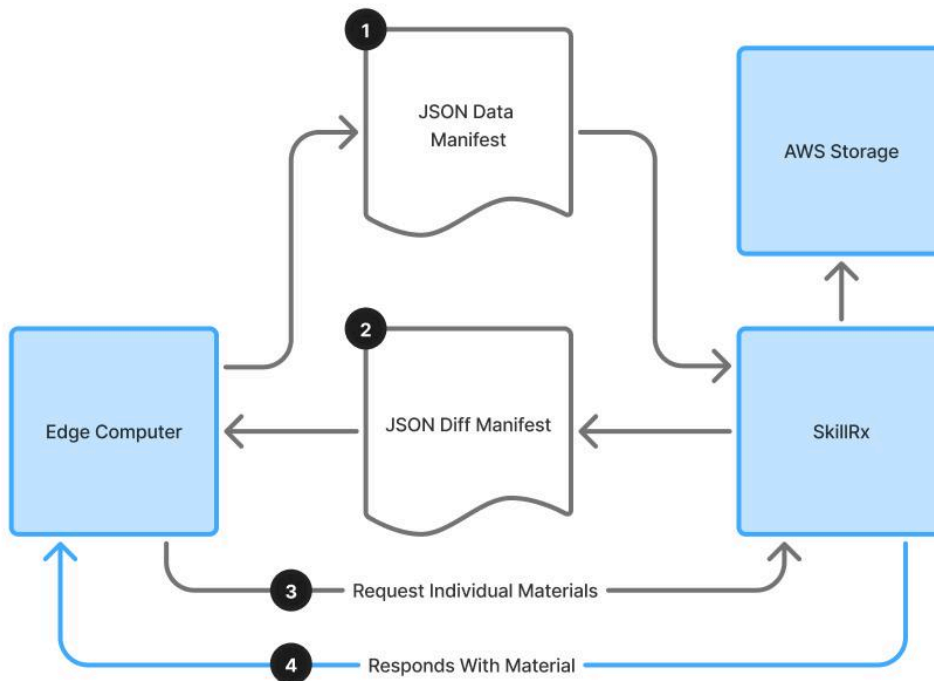 1
JSON Data
Manifest
AWS Storage
2
Edge Computer
JSON Diff Manifest
SkillRx
3
Request Individual Materials
4
Responds With Material